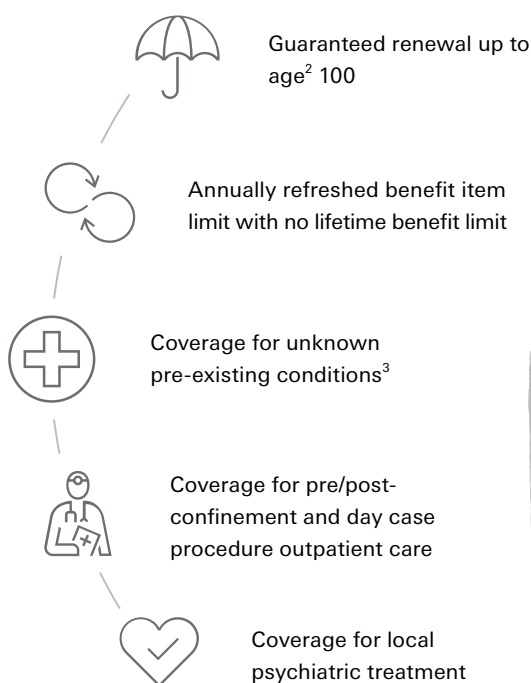 Guaranteed renewal up to
age² 100
Annually refreshed benefit item
limit with no lifetime benefit limit
Coverage for unknown
pre-existing conditions³
Coverage for pre/post-
confinement and day case
procedure outpatient care
Coverage for local
psychiatric treatment